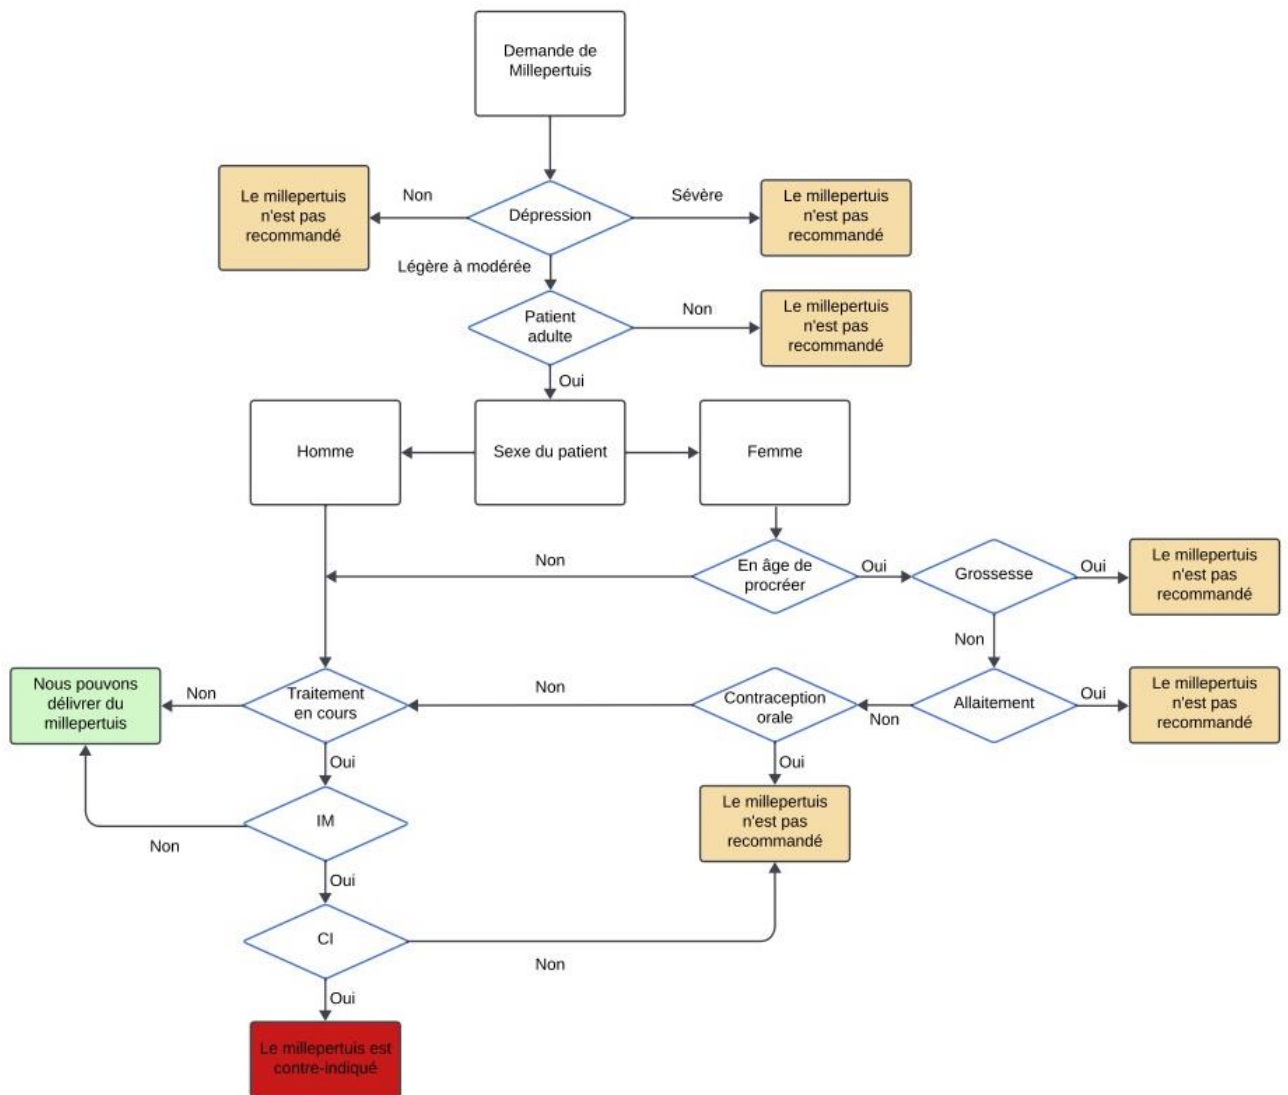 Demande de
Millepertuis
Le millepertuis
n'est pas
recommandé
Non
Dépression
Sévère
Le millepertuis
n'est pas
recommandé
Légère à modérée
Patient
adulte
Non
Le millepertuis
n'est pas
recommandé
Oui
Homme
Sexe du patient
Femme
Non
En âge de
procréer
Oui
Grossesse
Oui
Le millepertuis
n'est pas
recommandé
Non
Nous pouvons
délivrer du
millepertuis
Non
Traitement
en cours
Non
Contraception
orale
Non
Allaitement
Oui
Le millepertuis
n'est pas
recommandé
Oui
Oui
Le millepertuis
n'est pas
recommandé
IM
Non
Oui
CI
Non
Oui
Le millepertuis est
contre-indiqué